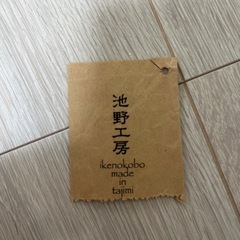 池野工房
ikenokobo
made
in
tajimi